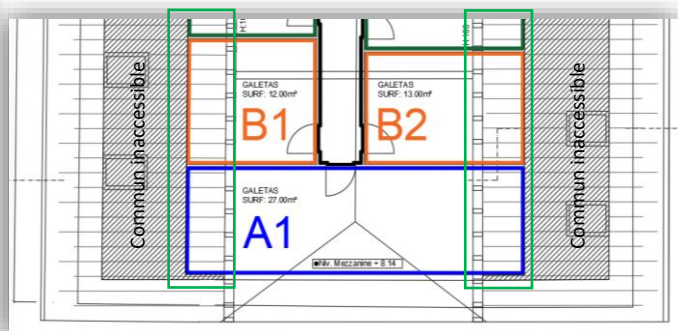 GALETAS
SURF: 12.00m²
B1
GALETAS
SURF: 13.00m²
B2
Commun inaccessible
Commun inaccessible
GALETAS
SURF: 27.00m²
A1
Niv. Mezzanine + 8.14